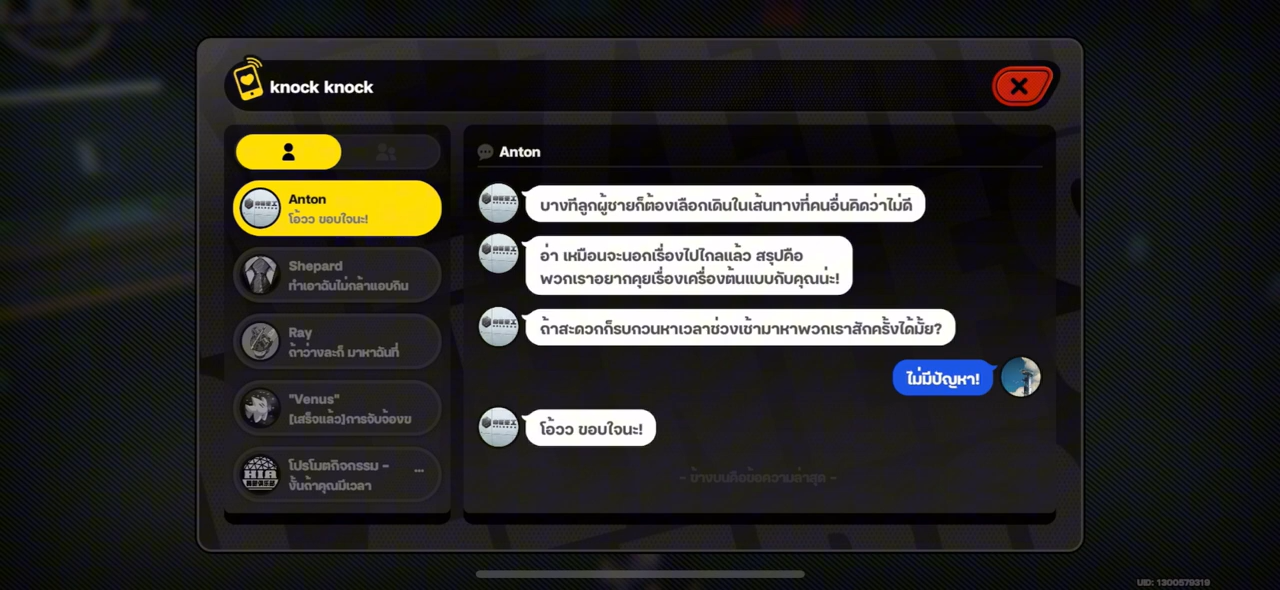 knock knock
Anton
โอ้วว ขอบใจนะ!
Shepard
ทำเอาฉันไม่กล้าแอบกิน
Ray
ถ้าว่างละก็ มาหาฉันที่
"Venus"
[เสร็จแล้ว]การจับจ้องข
โปรโมตกิจกรรม - ...
งั้นถ้าคุณมีเวลา
Anton
บางทีลูกผู้ชายก็ต้องเลือกเดินในเส้นทางที่คนอื่นคิดว่าไม่ดี
อ่า เหมือนจะนอกเรื่องไปไกลแล้ว สรุปคือ
พวกเราอยากคุยเรื่องเครื่องต้นแบบกับคุณน่ะ!
ถ้าสะดวกก็รบกวนหาเวลาช่วงเช้ามาหาพวกเราสักครั้งได้มั้ย?
ไม่มีปัญหา!
โอ้วว ขอบใจนะ!
- ข้างบนคือข้อความล่าสุด -
HIA
UID: 1300579319